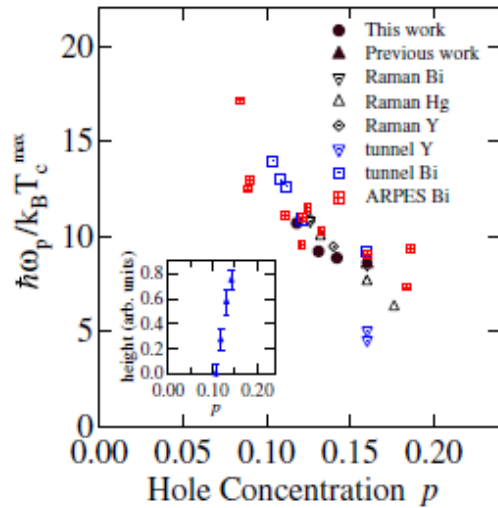 20
15
10
5
0
ħω_p/k_B T_c^max
This work
Previous work
Raman Bi
Raman Hg
Raman Y
tunnel Y
tunnel Bi
ARPES Bi
height (arb. units)
0.8
0.6
0.4
0.2
0.0
0.00 0.10 0.20
p
0.00 0.05 0.10 0.15 0.20
Hole Concentration p